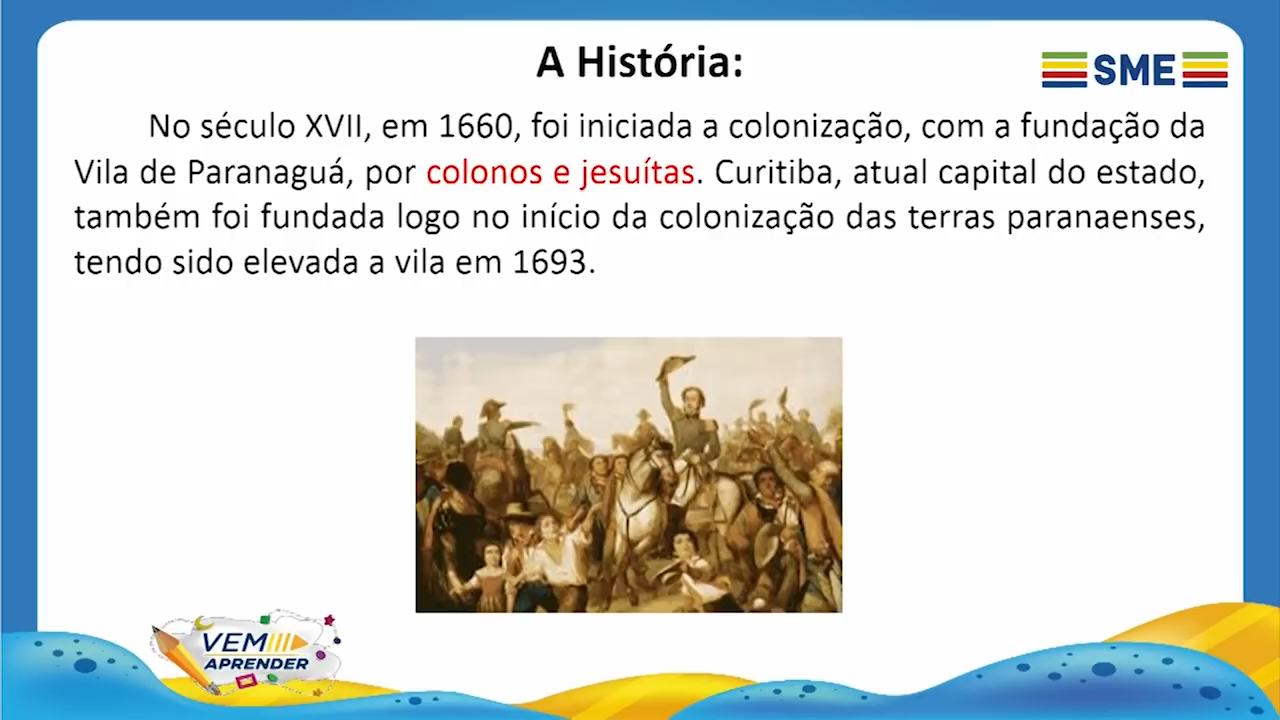 A História:
SME
No século XVII, em 1660, foi iniciada a colonização, com a fundação da
Vila de Paranaguá, por colonos e jesuítas. Curitiba, atual capital do estado,
também foi fundada logo no início da colonização das terras paranaenses,
tendo sido elevada a vila em 1693.
VEM
APRENDER